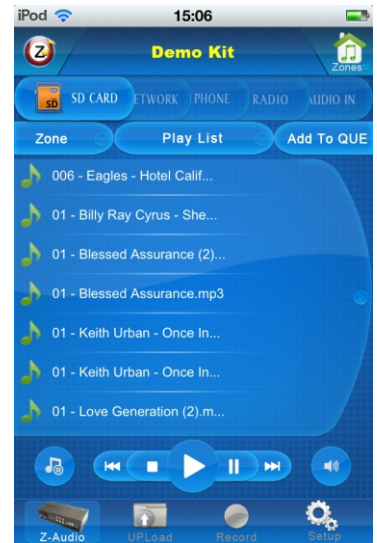 iPod 15:06
Z Demo Kit
Zones
SD SD CARD ETWORK PHONE RADIO AUDIO IN
Zone Play List Add To QUE
006 - Eagles - Hotel Calif...
01 - Billy Ray Cyrus - She...
01 - Blessed Assurance (2)...
01 - Blessed Assurance.mp3
01 - Keith Urban - Once In...
01 - Keith Urban - Once In...
01 - Love Generation (2).m...
Z-Audio UPLoad Record Setup